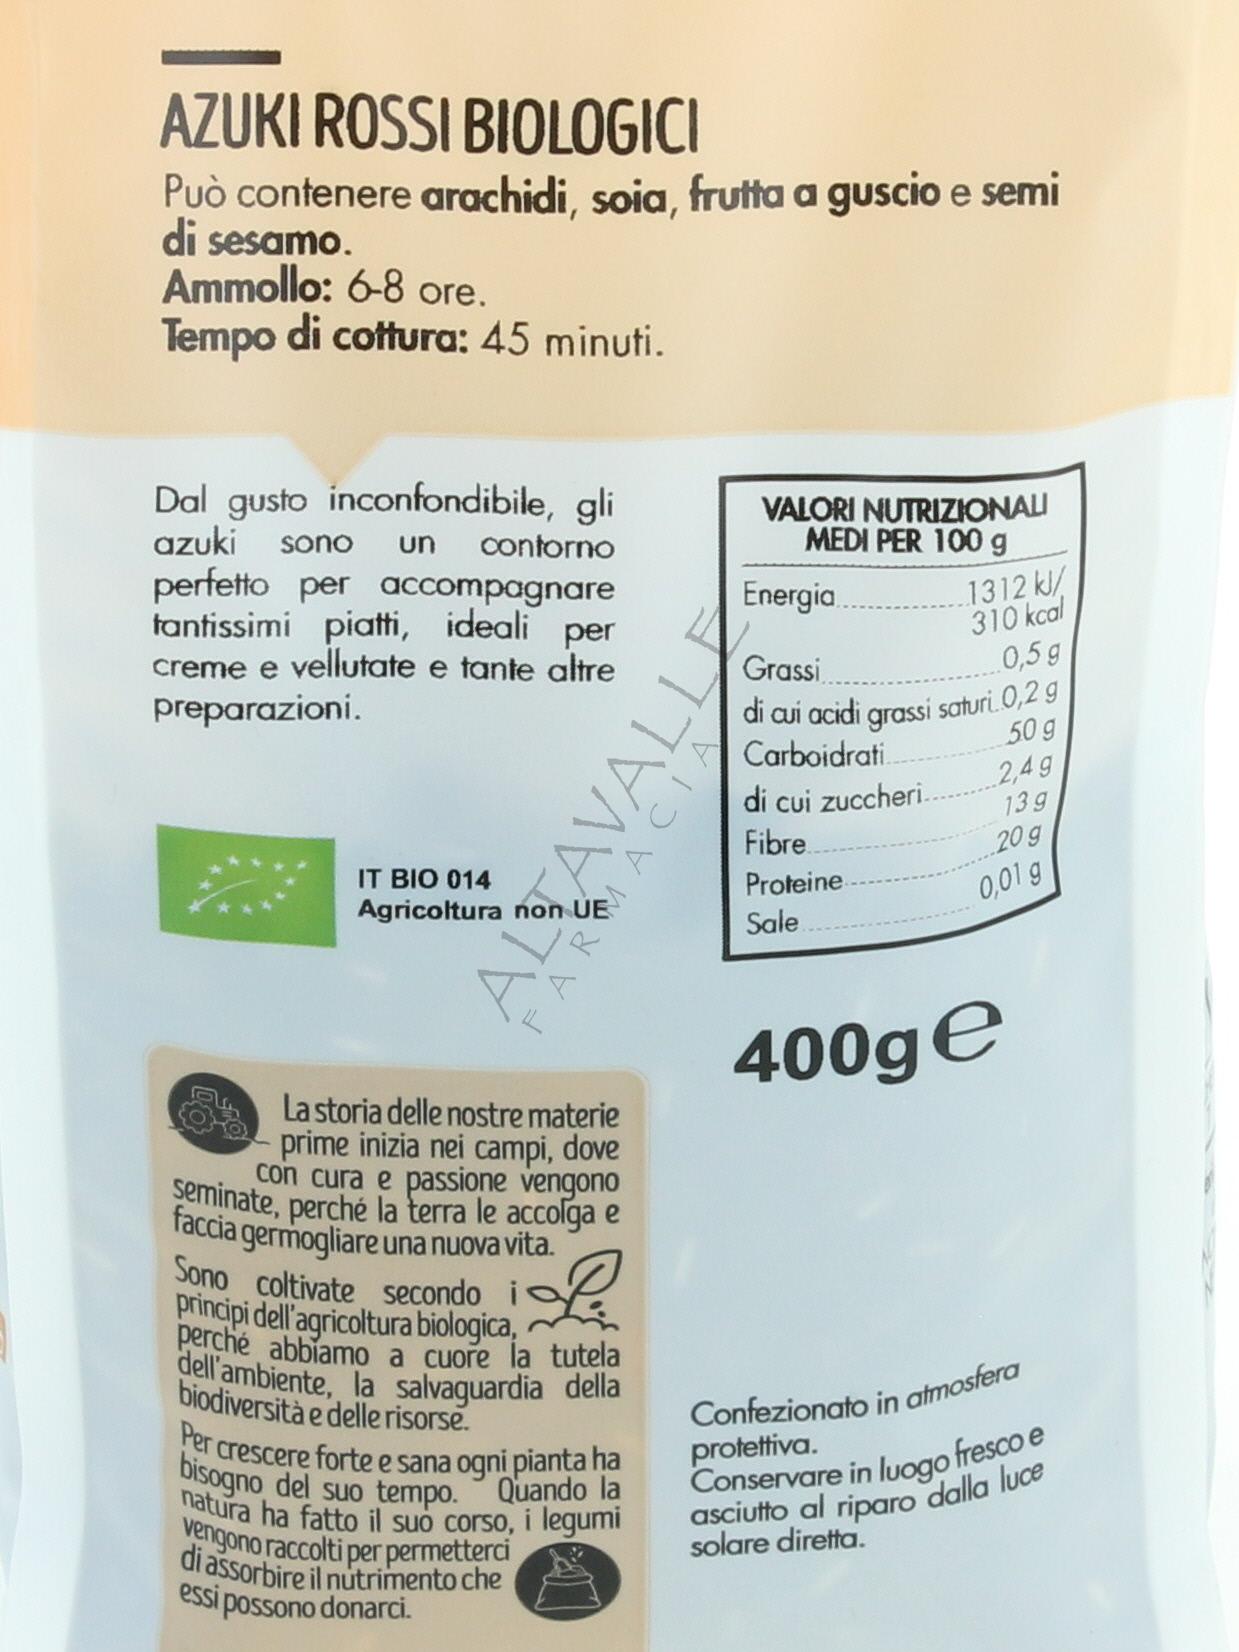 AZUKI ROSSI BIOLOGICI
Può contenere arachidi, soia, frutta a guscio e semi
di sesamo.
Ammollo: 6-8 ore.
Tempo di cottura: 45 minuti.
Dal gusto inconfondibile, gli
azuki sono un contorno
perfetto per accompagnare
tantissimi piatti, ideali per
creme e vellutate e tante altre
preparazioni.
VALORI NUTRIZIONALI
MEDI PER 100 g
Energia 1312 kJ/
310 kcal
Grassi 0,5 g
di cui acidi grassi saturi 0,2 g
Carboidrati 50 g
di cui zuccheri 2,4 g
Fibre 13 g
Proteine 20 g
Sale 0,01 g
IT BIO 014
Agricoltura non UE
ALTAVALLE
FARMACIA
400g e
La storia delle nostre materie
prime inizia nei campi, dove
con cura e passione vengono
seminate, perché la terra le accolga e
faccia germogliare una nuova vita.
Sono coltivate secondo i
principi dell'agricoltura biologica,
perché abbiamo a cuore la tutela
dell'ambiente, la salvaguardia della
biodiversità e delle risorse.
Per crescere forte e sana ogni pianta ha
bisogno del suo tempo. Quando la
natura ha fatto il suo corso, i legumi
vengono raccolti per permetterci
di assorbire il nutrimento che
essi possono donarci.
Confezionato in atmosfera
protettiva.
Conservare in luogo fresco e
asciutto al riparo dalla luce
solare diretta.